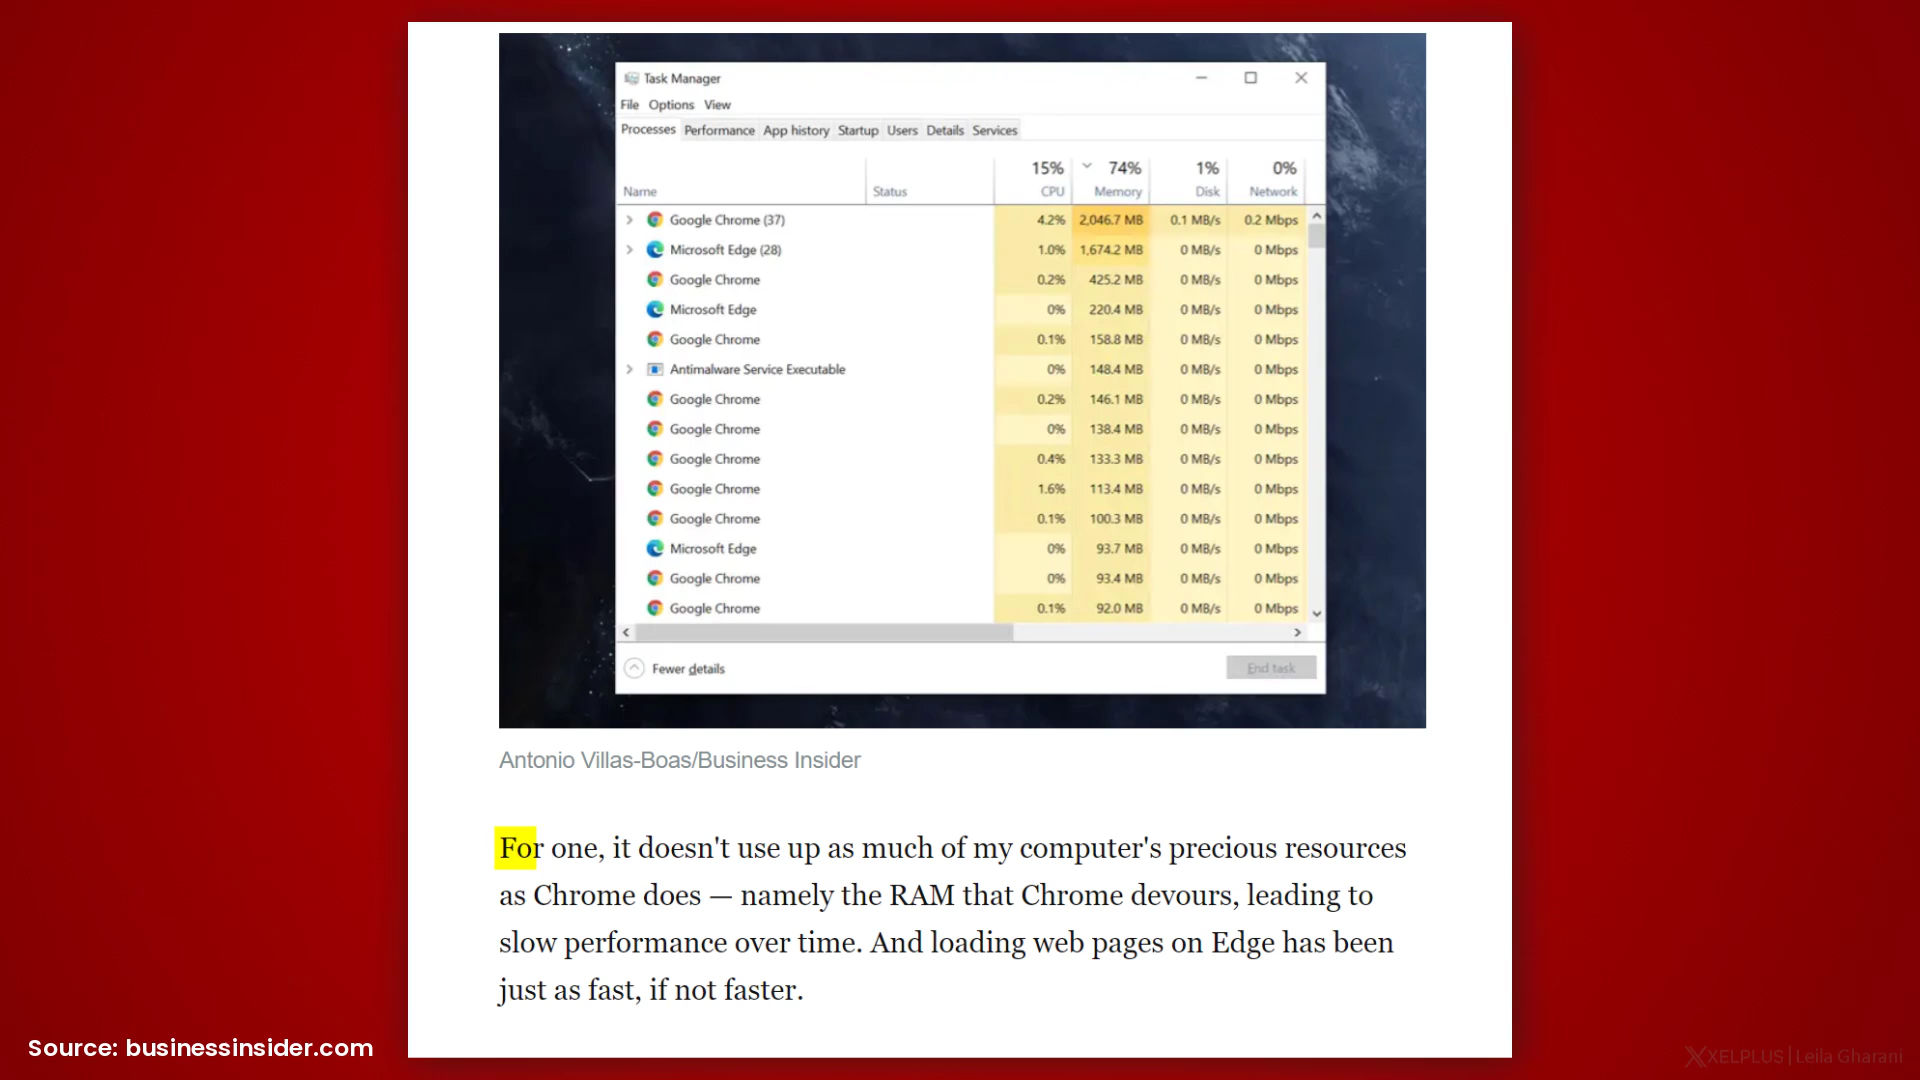 Task Manager
File Options View
Processes Performance App history Startup Users Details Services
15% 74% 1% 0%
Name Status CPU Memory Disk Network
Google Chrome (37) 4.2% 2,046.7 MB 0.1 MB/s 0.2 Mbps
Microsoft Edge (28) 1.0% 1,674.2 MB 0 MB/s 0 Mbps
Google Chrome 0.2% 425.2 MB 0 MB/s 0 Mbps
Microsoft Edge 0% 220.4 MB 0 MB/s 0 Mbps
Google Chrome 0.1% 158.8 MB 0 MB/s 0 Mbps
Antimalware Service Executable 0% 148.4 MB 0 MB/s 0 Mbps
Google Chrome 0.2% 146.1 MB 0 MB/s 0 Mbps
Google Chrome 0% 138.4 MB 0 MB/s 0 Mbps
Google Chrome 0.4% 133.3 MB 0 MB/s 0 Mbps
Google Chrome 1.6% 113.4 MB 0 MB/s 0 Mbps
Google Chrome 0.1% 100.3 MB 0 MB/s 0 Mbps
Microsoft Edge 0% 93.7 MB 0 MB/s 0 Mbps
Google Chrome 0% 93.4 MB 0 MB/s 0 Mbps
Google Chrome 0.1% 92.0 MB 0 MB/s 0 Mbps
Fewer details End task
Antonio Villas-Boas/Business Insider
For one, it doesn't use up as much of my computer's precious resources
as Chrome does — namely the RAM that Chrome devours, leading to
slow performance over time. And loading web pages on Edge has been
just as fast, if not faster.
Source: businessinsider.com
XELPLUS | Leila Gharani